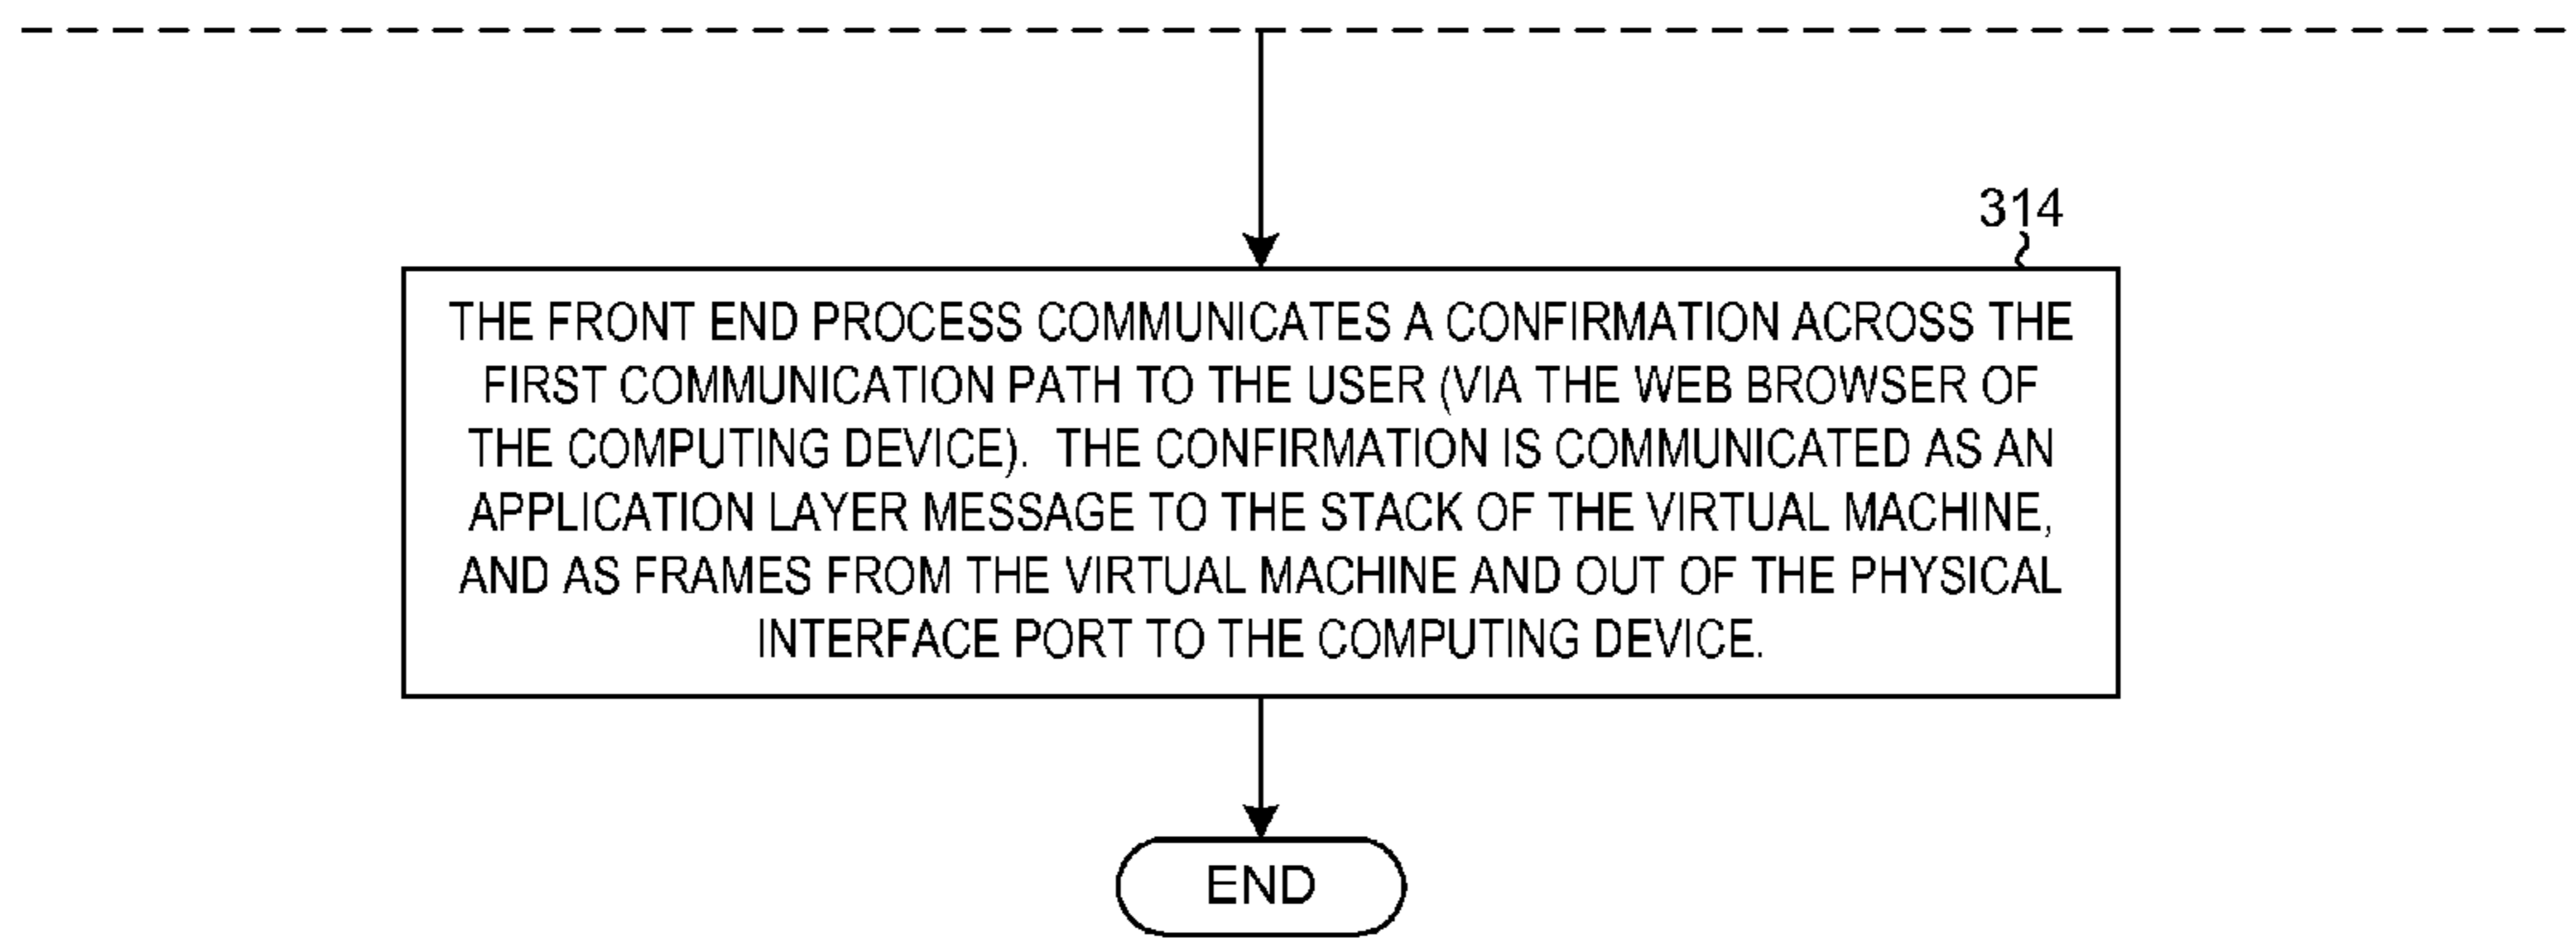 314
THE FRONT END PROCESS COMMUNICATES A CONFIRMATION ACROSS THE
FIRST COMMUNICATION PATH TO THE USER (VIA THE WEB BROWSER OF
THE COMPUTING DEVICE).  THE CONFIRMATION IS COMMUNICATED AS AN
APPLICATION LAYER MESSAGE TO THE STACK OF THE VIRTUAL MACHINE,
AND AS FRAMES FROM THE VIRTUAL MACHINE AND OUT OF THE PHYSICAL
INTERFACE PORT TO THE COMPUTING DEVICE.
END